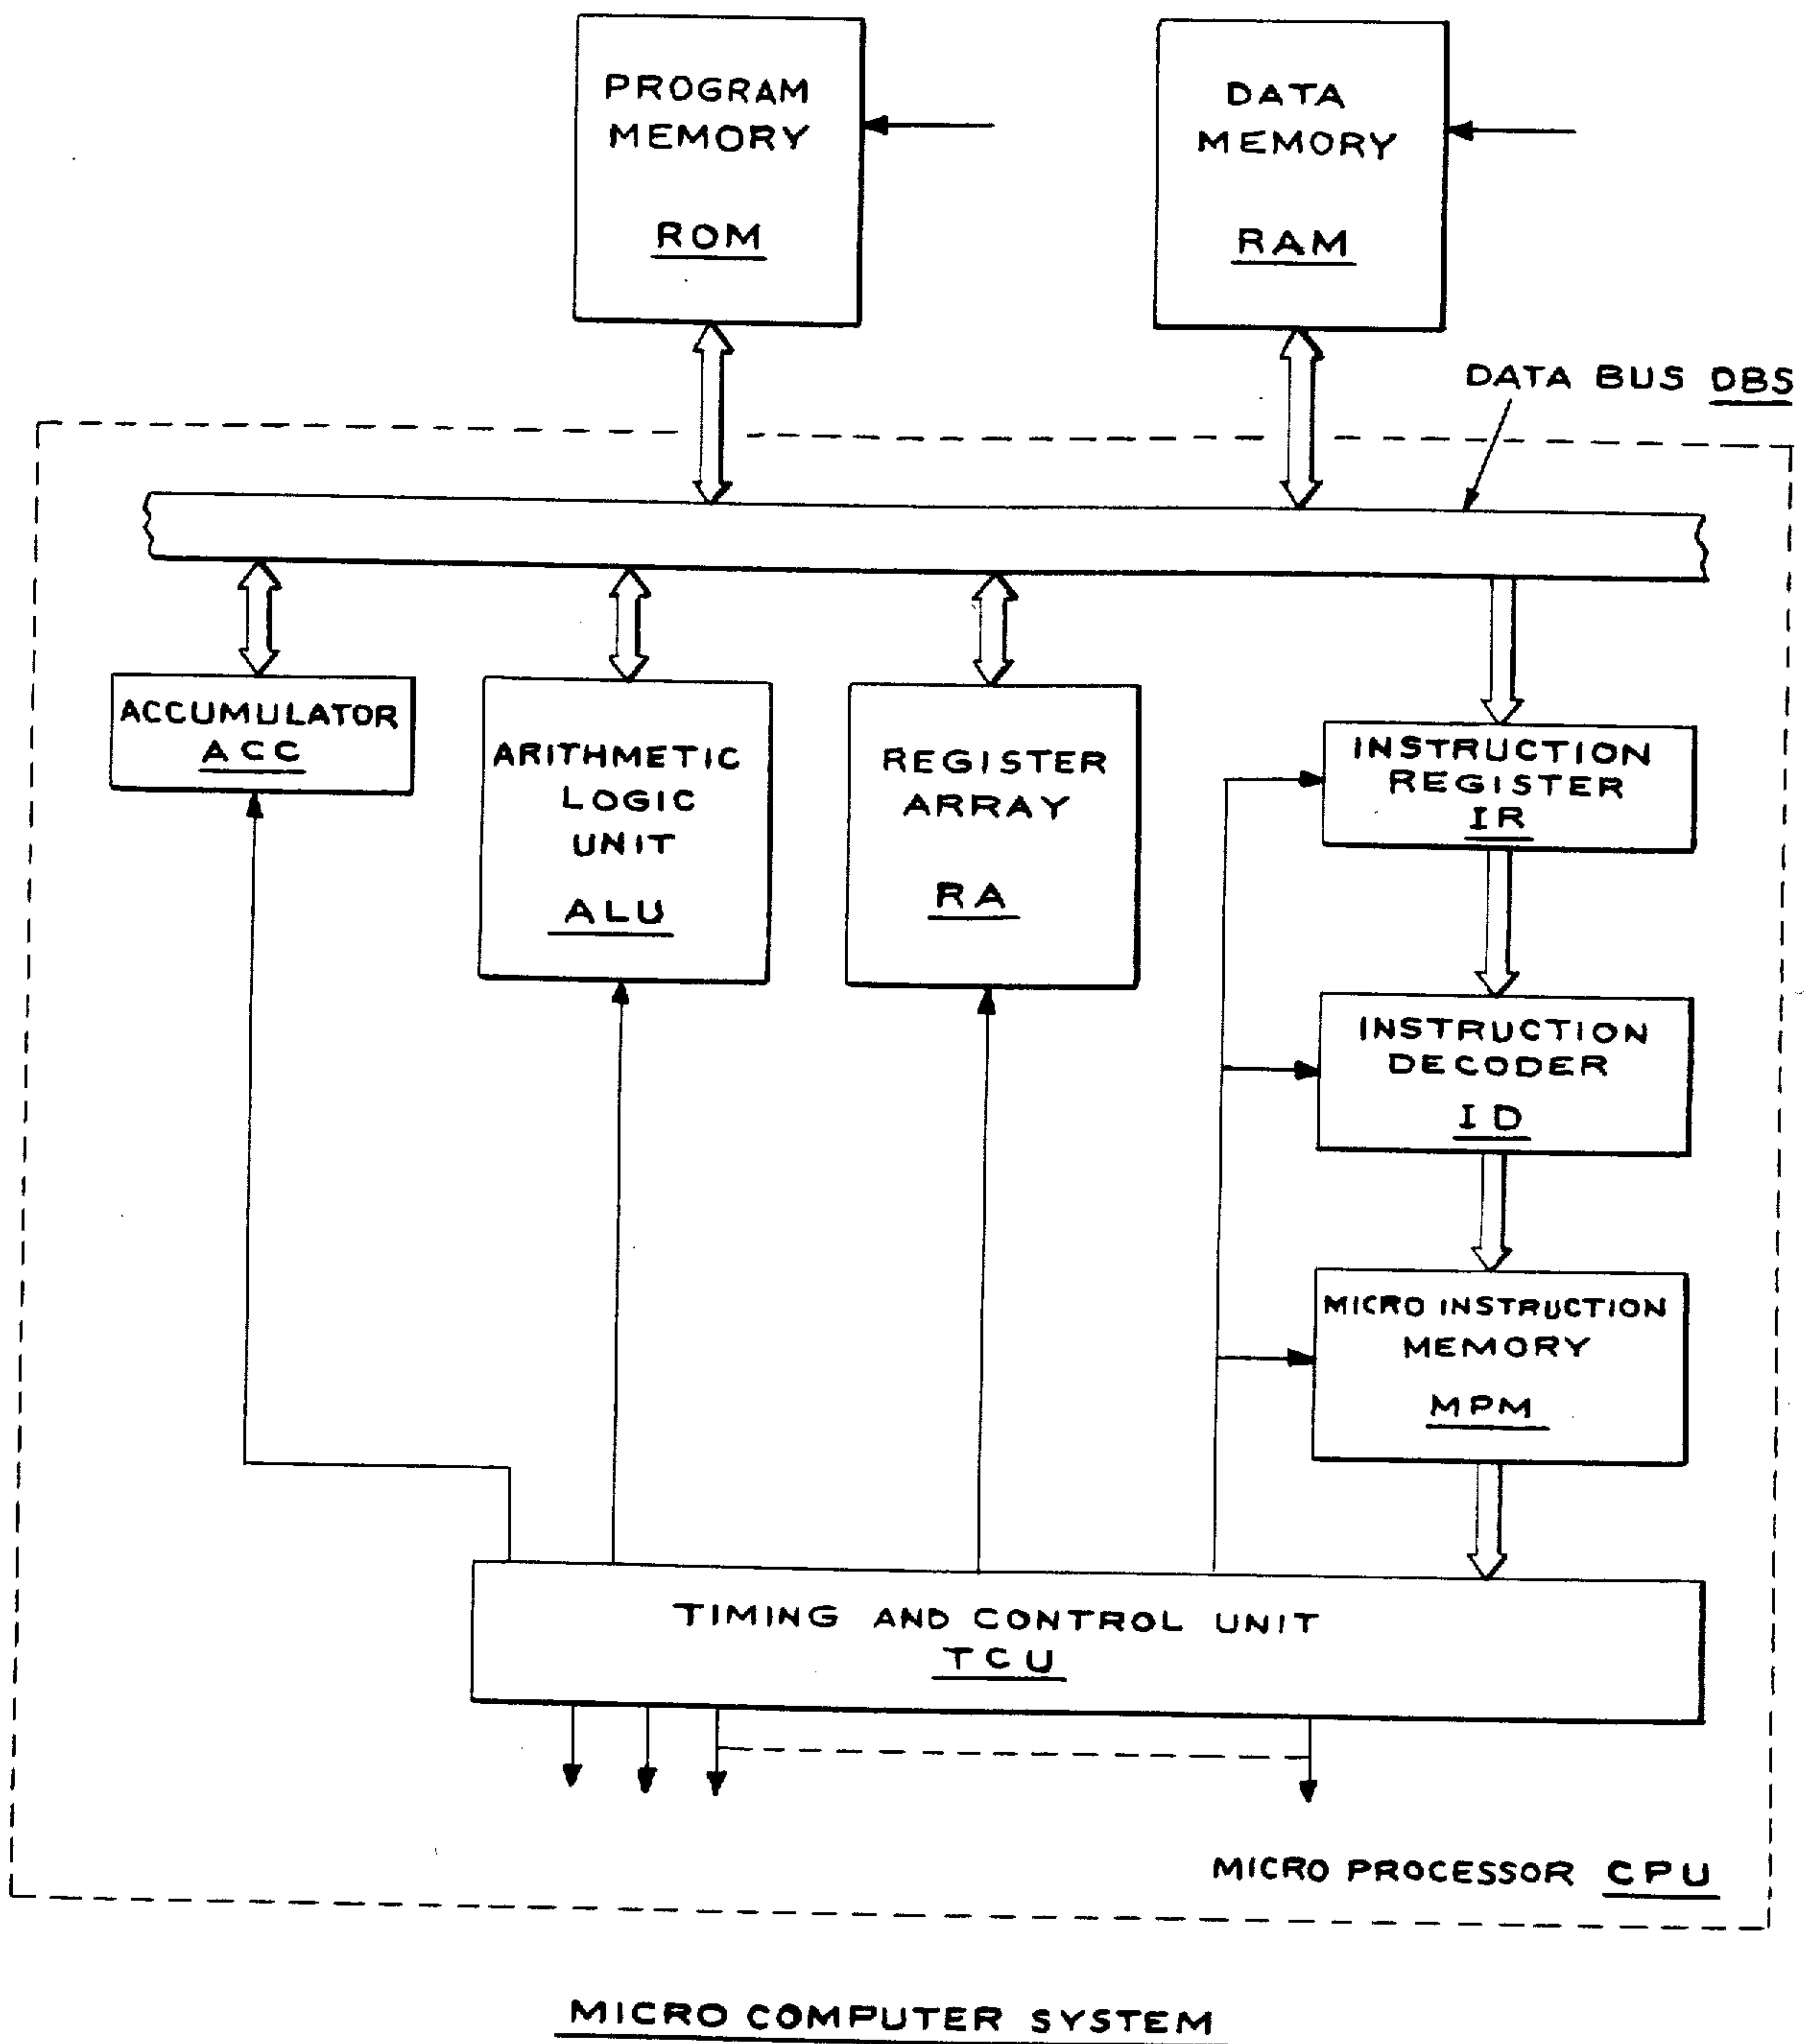 PROGRAM
MEMORY
ROM
DATA
MEMORY
RAM
DATA BUS DBS
ACCUMULATOR
ACC
ARITHMETIC
LOGIC
UNIT
ALU
REGISTER
ARRAY
RA
INSTRUCTION
REGISTER
IR
INSTRUCTION
DECODER
ID
MICRO INSTRUCTION
MEMORY
MPM
TIMING AND CONTROL UNIT
TCU
MICRO PROCESSOR CPU
MICRO COMPUTER SYSTEM